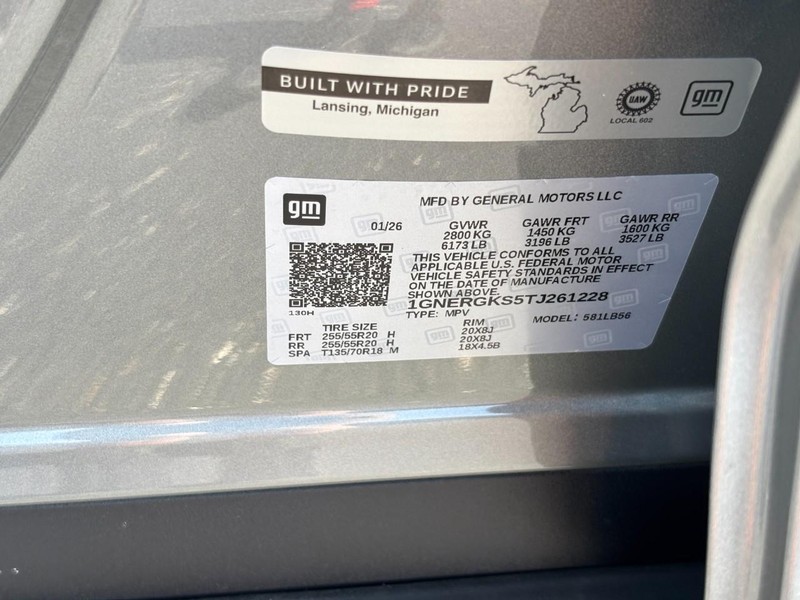 BUILT WITH PRIDE
Lansing, Michigan
UAW
LOCAL 602
gm
gm
MFD BY GENERAL MOTORS LLC
01/26
GVWR GAWR FRT GAWR RR
2800 KG 1450 KG 1600 KG
6173 LB 3196 LB 3527 LB
THIS VEHICLE CONFORMS TO ALL
APPLICABLE U.S. FEDERAL MOTOR
VEHICLE SAFETY STANDARDS IN EFFECT
ON THE DATE OF MANUFACTURE
SHOWN ABOVE.
1GNERGKS5TJ261228
130H
TYPE: MPV MODEL: 581LB56
TIRE SIZE RIM
FRT 255/55R20 H 20X8J
RR 255/55R20 H 20X8J
SPA T135/70R18 M 18X4.5B